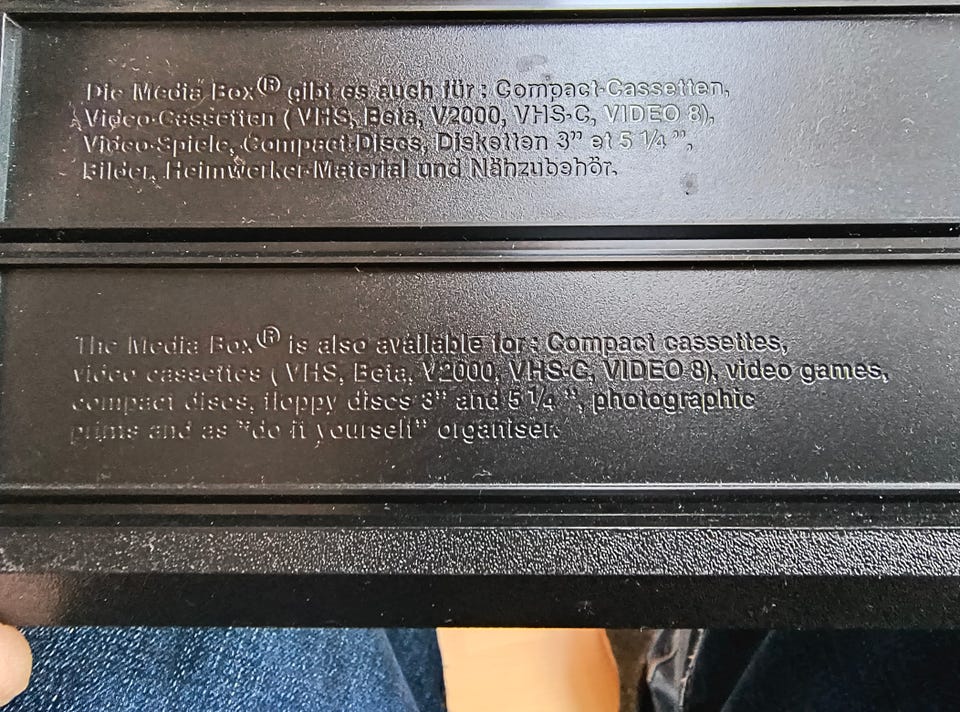 Die Media Box® gibt es auch für : Compact-Cassetten,
Video-Cassetten ( VHS, Beta, V2000, VHS-C, VIDEO 8),
Video-Spiele, Compact-Discs, Disketten 3” et 5 1/4 ”,
Bilder, Heimwerker-Material und Nähzubehör.
The Media Box® is also available for : Compact cassettes,
video cassettes ( VHS, Beta, V2000, VHS-C, VIDEO 8), video games,
compact discs, floppy discs 3” and 5 1/4 ”, photographic
prints and as ”do it yourself” organiser.